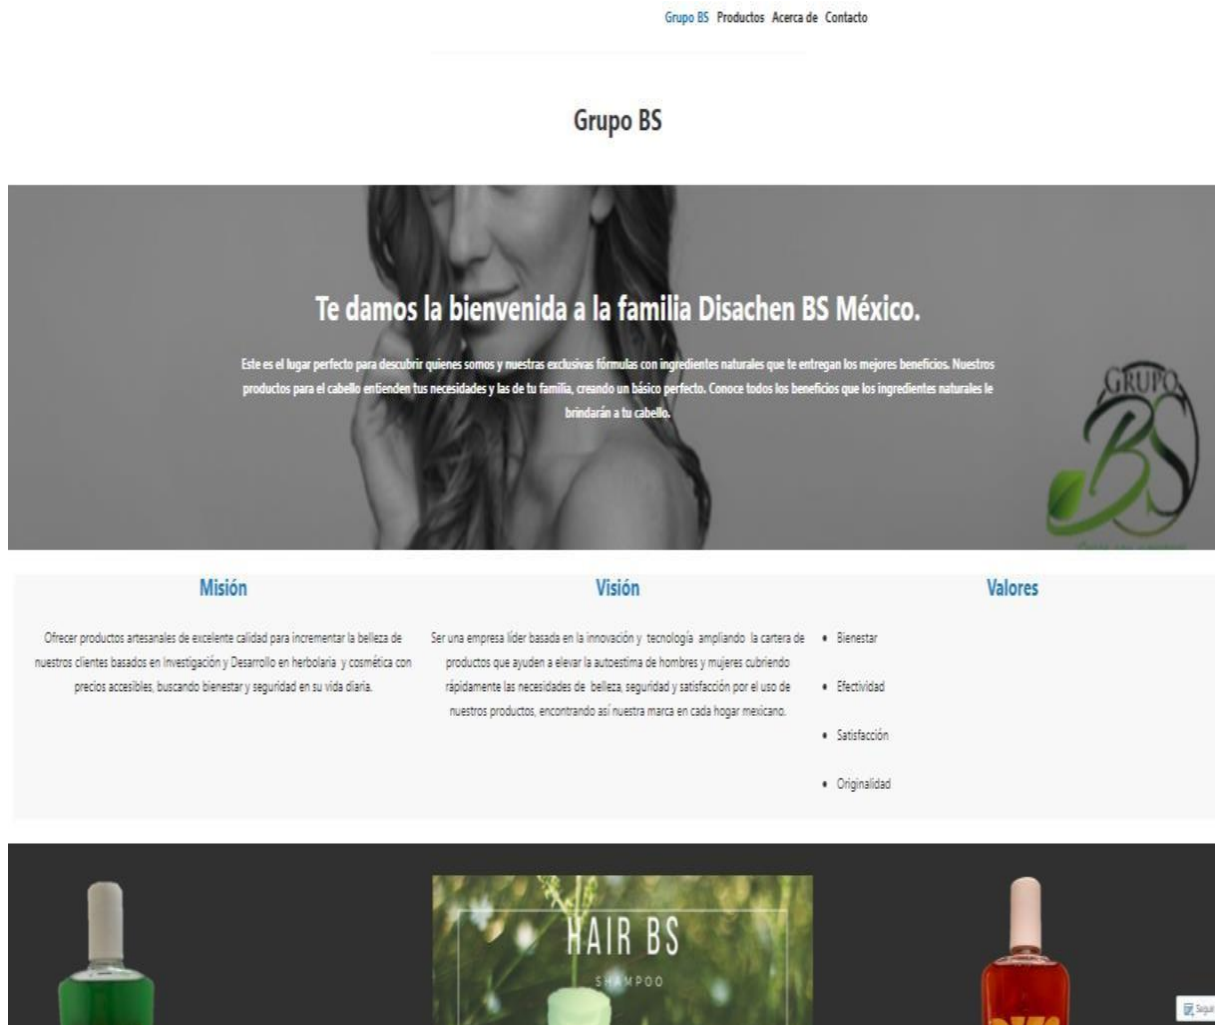 Grupo BS Productos Acerca de Contacto
Grupo BS
Te damos la bienvenida a la familia Disachen BS México.
Este es el lugar perfecto para descubrir quienes somos y nuestras exclusivas fórmulas con ingredientes naturales que te entregan los mejores beneficios. Nuestros
productos para el cabello entienden tus necesidades y las de tu familia, creando un básico perfecto. Conoce todos los beneficios que los ingredientes naturales le
brindarán a tu cabello.
GRUPO
BS
Misión
Ofrecer productos artesanales de excelente calidad para incrementar la belleza de
nuestros clientes basados en Investigación y Desarrollo en herbolaria y cosmética con
precios accesibles, buscando bienestar y seguridad en su vida diaria.
Visión
Ser una empresa líder basada en la innovación y tecnología ampliando la cartera de
productos que ayuden a elevar la autoestima de hombres y mujeres cubriendo
rápidamente las necesidades de belleza, seguridad y satisfacción por el uso de
nuestros productos, encontrando así nuestra marca en cada hogar mexicano.
Valores
• Bienestar
• Efectividad
• Satisfacción
• Originalidad
HAIR BS
SHAMPOO